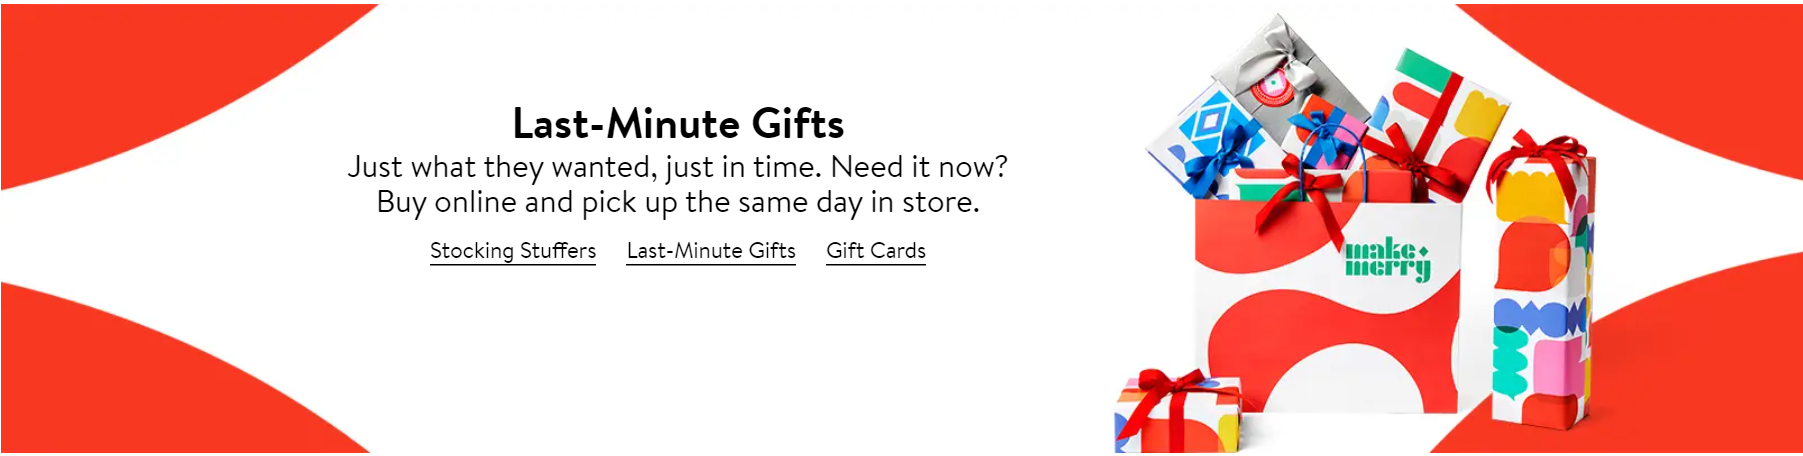 Last-Minute Gifts
Just what they wanted, just in time. Need it now?
Buy online and pick up the same day in store.
Stocking Stuffers Last-Minute Gifts Gift Cards
make
merry